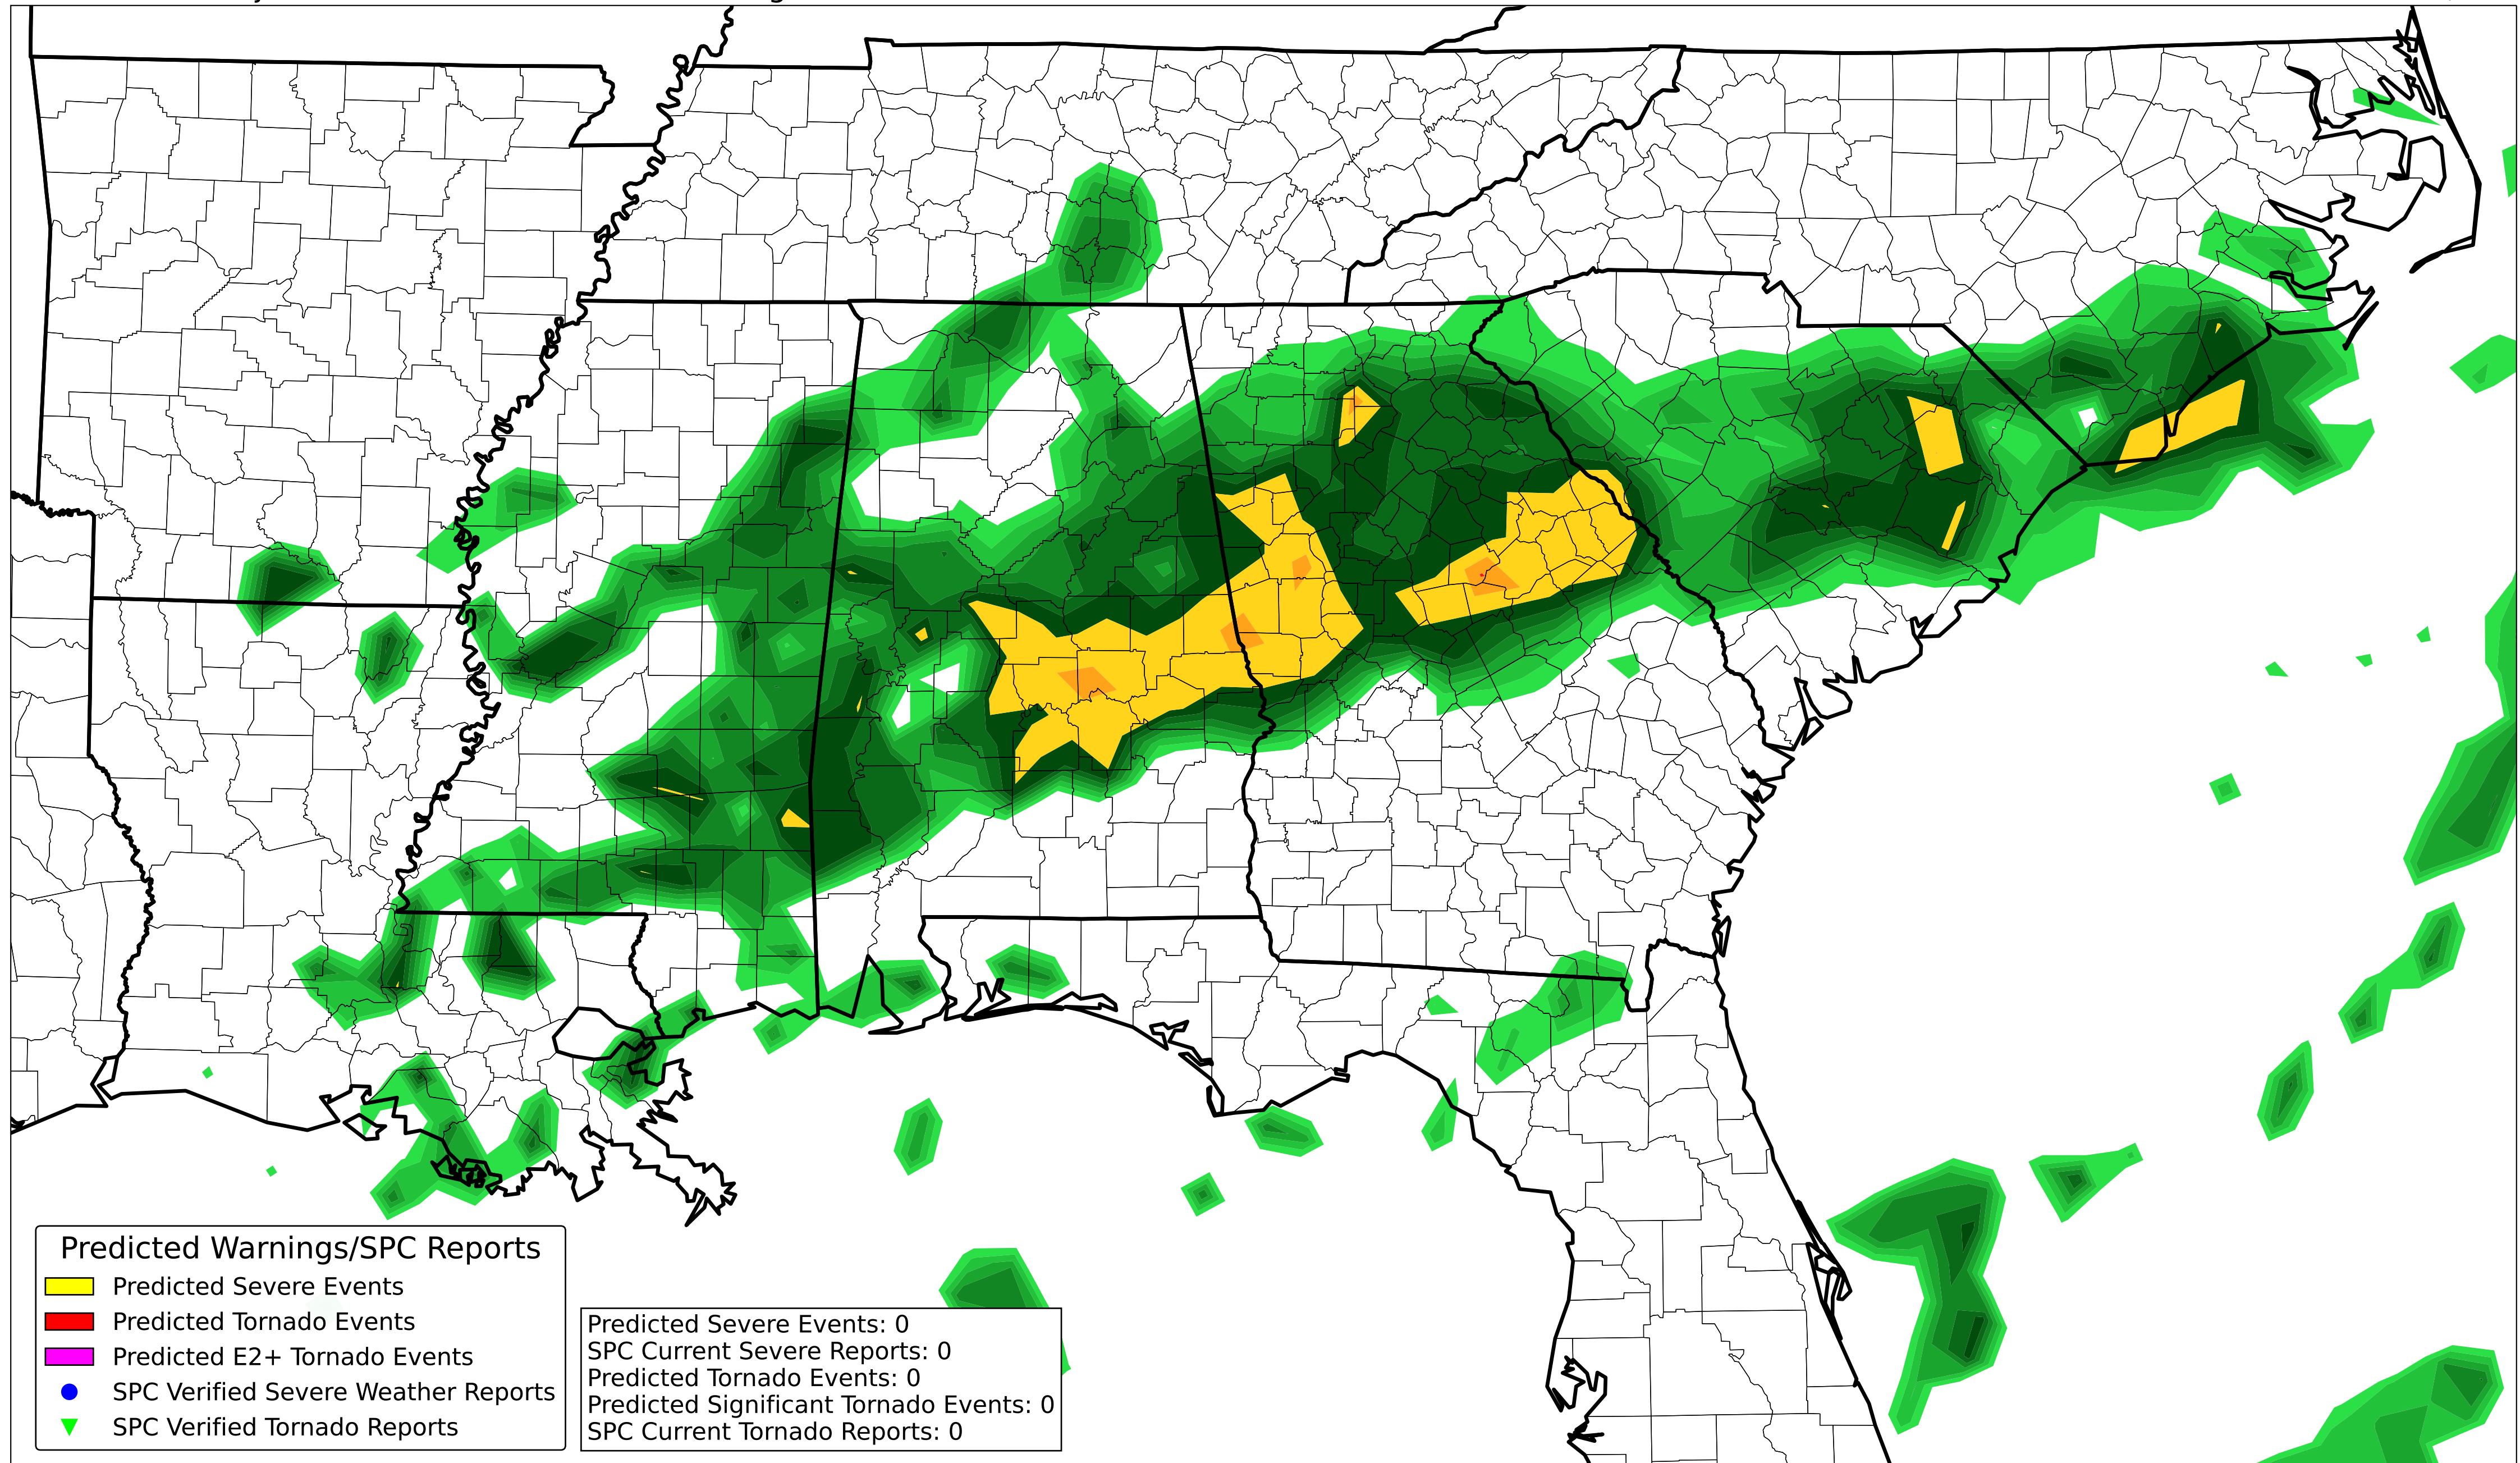 Predicted Warnings/SPC Reports
Predicted Severe Events
Predicted Tornado Events
Predicted E2+ Tornado Events
SPC Verified Severe Weather Reports
SPC Verified Tornado Reports
Predicted Severe Events: 0
SPC Current Severe Reports: 0
Predicted Tornado Events: 0
Predicted Significant Tornado Events: 0
SPC Current Tornado Reports: 0